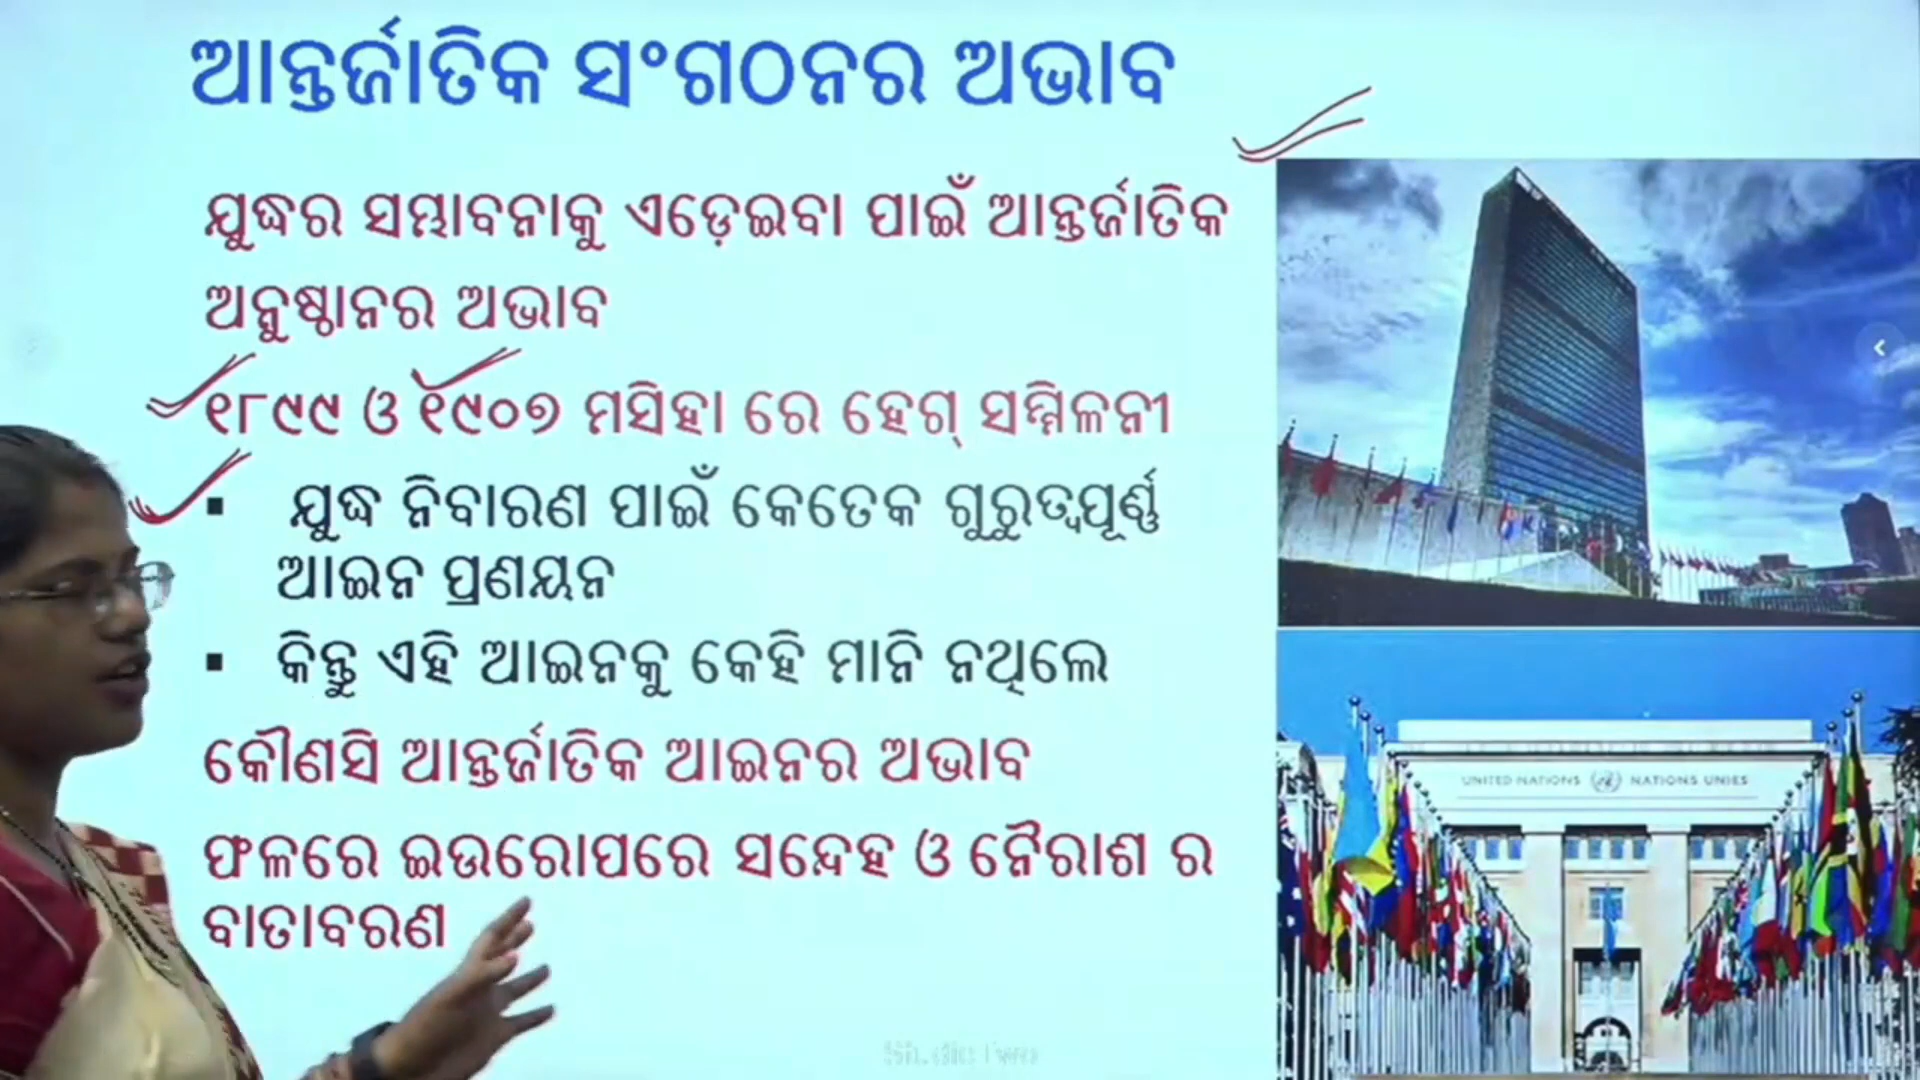 ଆନ୍ତର୍ଜାତିକ ସଂଗଠନର ଅଭାବ
ଯୁଦ୍ଧର ସମ୍ଭାବନାକୁ ଏଡ଼େଇବା ପାଇଁ ଆନ୍ତର୍ଜାତିକ
ଅନୁଷ୍ଠାନର ଅଭାବ
୧୮୯୯ ଓ ୧୯୦୭ ମସିହା ରେ ହେଗ୍ ସମ୍ମିଳନୀ
▪ ଯୁଦ୍ଧ ନିବାରଣ ପାଇଁ କେତେକ ଗୁରୁତ୍ୱପୂର୍ଣ୍ଣ
ଆଇନ ପ୍ରଣୟନ
▪ କିନ୍ତୁ ଏହି ଆଇନକୁ କେହି ମାନି ନଥିଲେ
କୌଣସି ଆନ୍ତର୍ଜାତିକ ଆଇନର ଅଭାବ
ଫଳରେ ଇଉରୋପରେ ସନ୍ଦେହ ଓ ନୈରାଶ ର
ବାତାବରଣ
UNITED NATIONS NATIONS UNIES